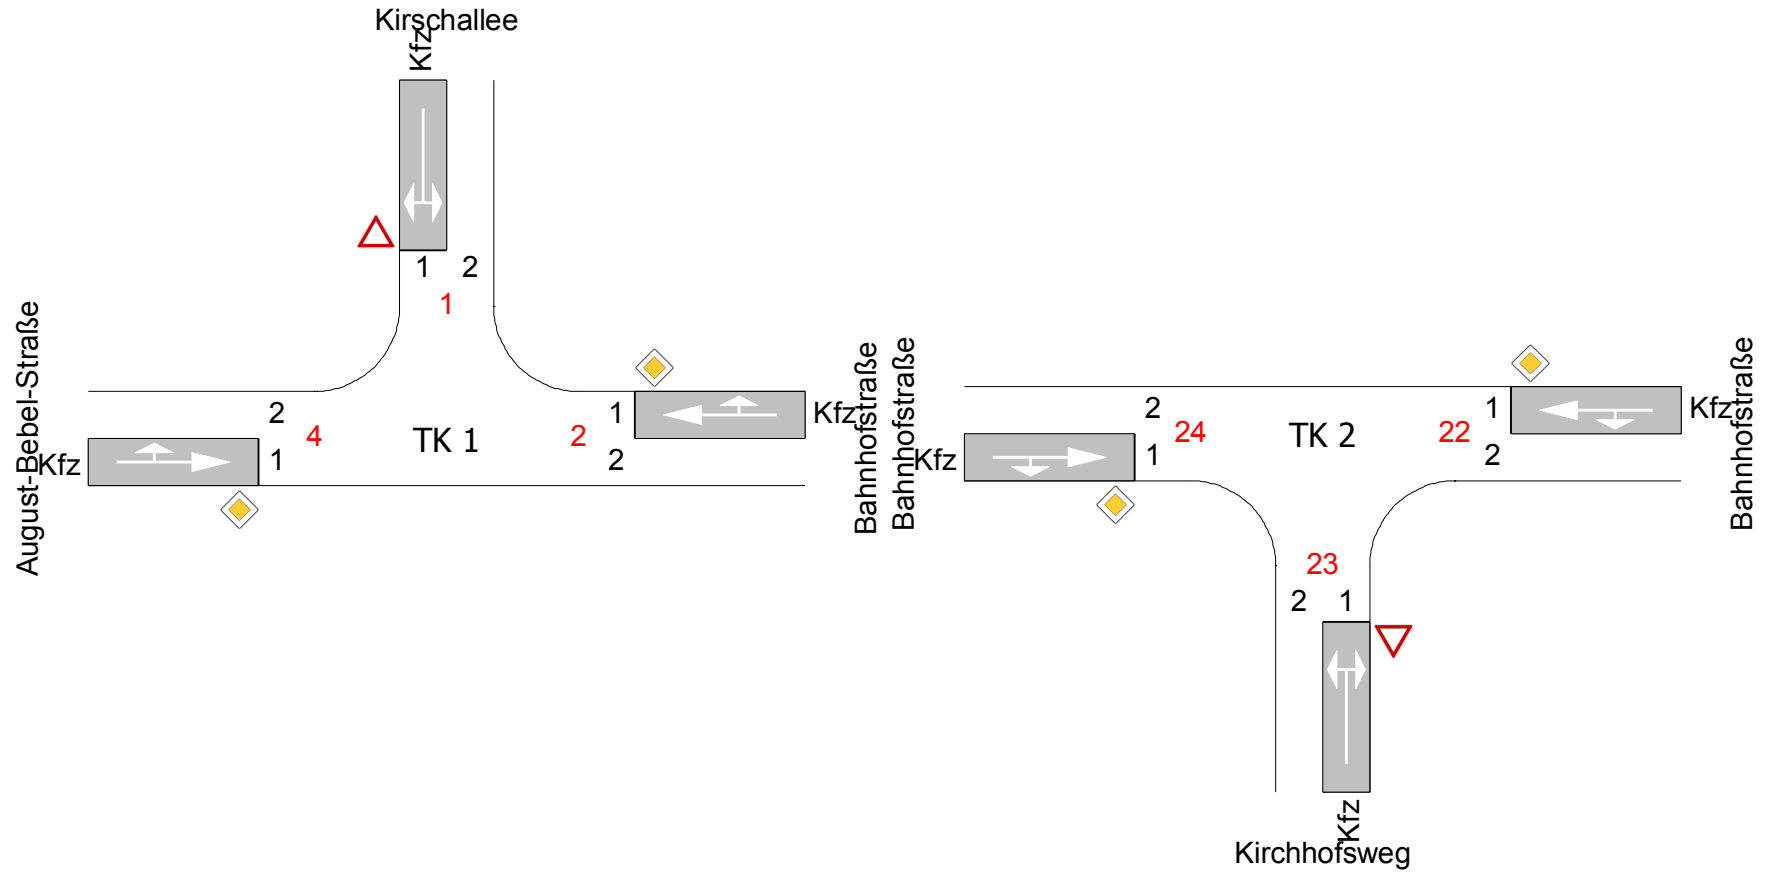 Kirschallee
Kfz
1 2
1
August-Bebel-Straße
Kfz
2
4
1
TK 1
2
1
2
Kfz
Bahnhofstraße
Bahnhofstraße
Kfz
2
24
1
TK 2
22
1
2
Kfz
Bahnhofstraße
23
2 1
Kfz
Kirchhofsweg